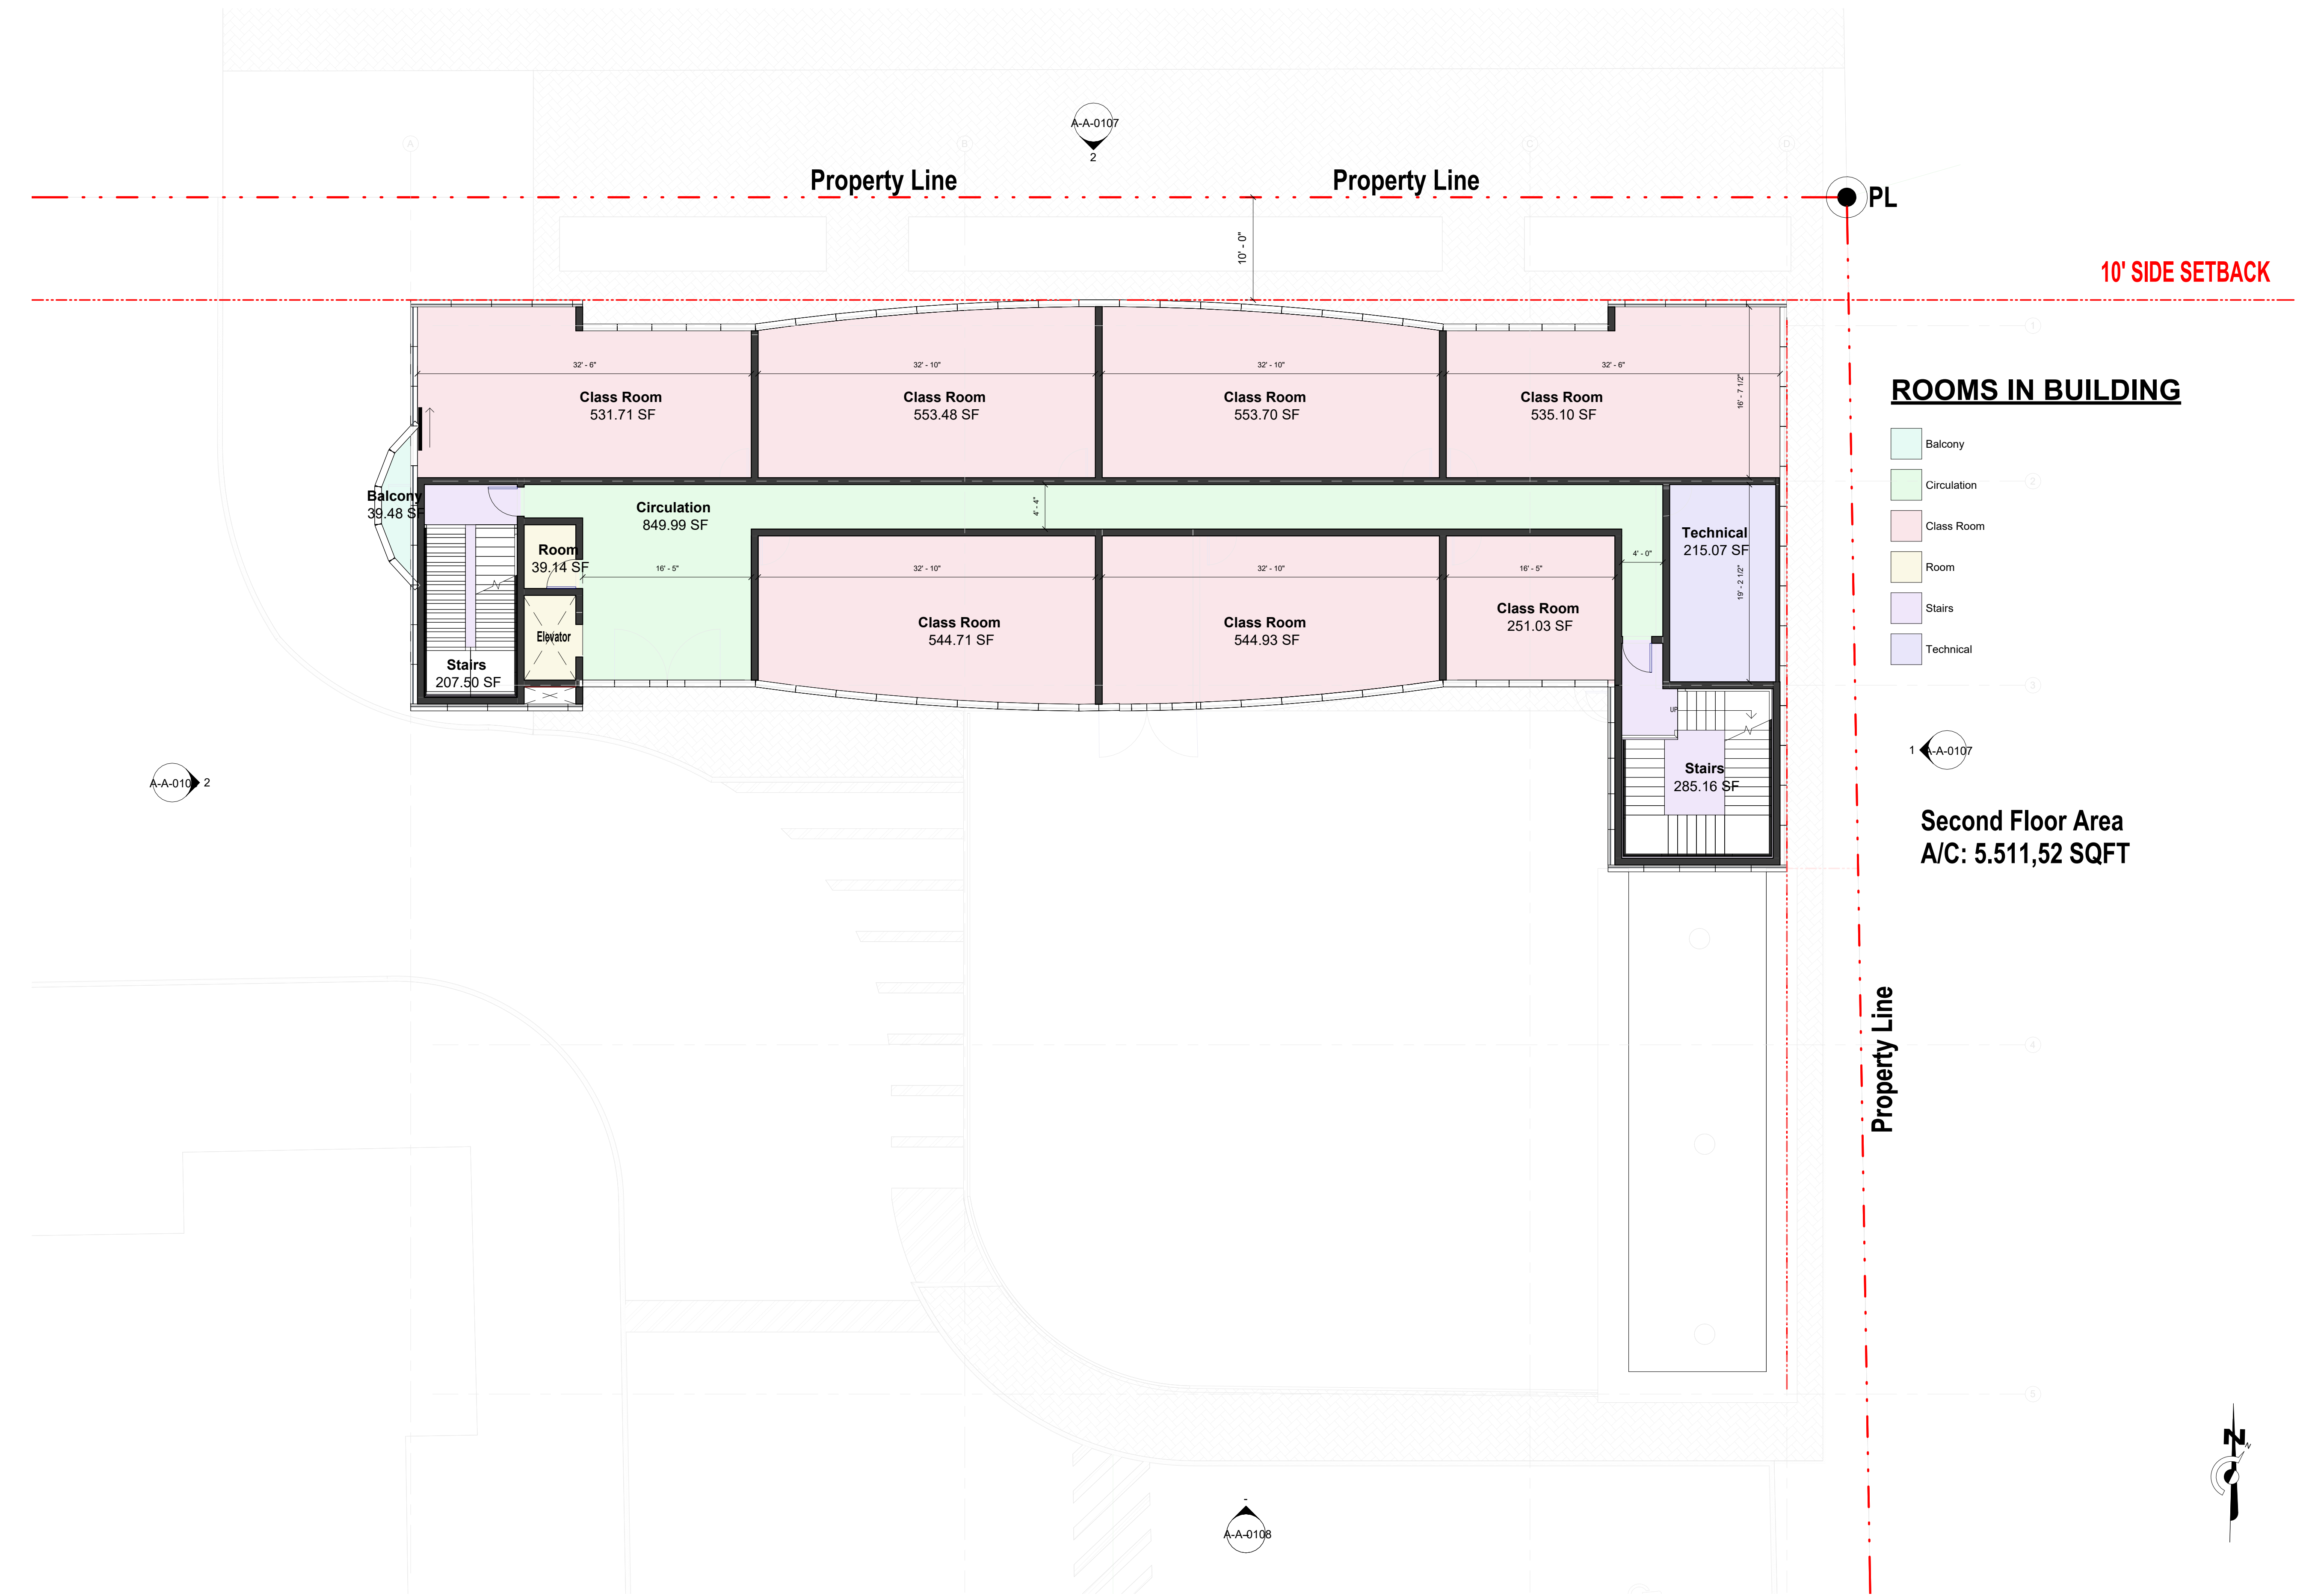 A
B
C
D
A-A-0107
2
Property Line
Property Line
PL
10' - 0"
10' SIDE SETBACK
1
32' - 6"
32' - 10"
32' - 10"
32' - 6"
16' - 7 1/2"
Class Room
531.71 SF
Class Room
553.48 SF
Class Room
553.70 SF
Class Room
535.10 SF
ROOMS IN BUILDING
Balcony
Circulation
Class Room
Room
Stairs
Technical
2
Balcony
39.48 SF
Circulation
849.99 SF
4' - 4"
Technical
215.07 SF
Room
39.14 SF
4' - 0"
16' - 5"
32' - 10"
32' - 10"
16' - 5"
19' - 2 1/2"
Class Room
544.71 SF
Class Room
544.93 SF
Class Room
251.03 SF
Elevator
Stairs
207.50 SF
3
UP
Stairs
285.16 SF
1
A-A-0107
A-A-010
2
Second Floor Area
A/C: 5.511,52 SQFT
Property Line
4
5
N
N
-
A-A-0108